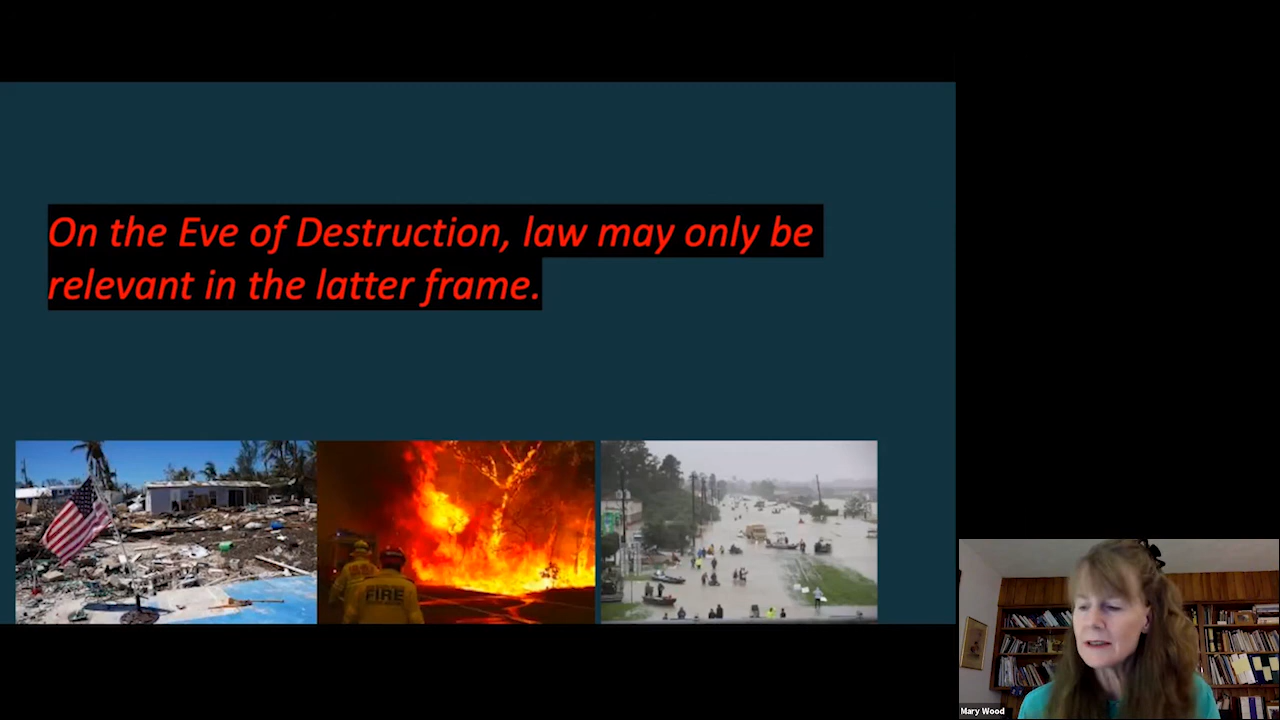 On the Eve of Destruction, law may only be
relevant in the latter frame.
FIRE
Mary Wood